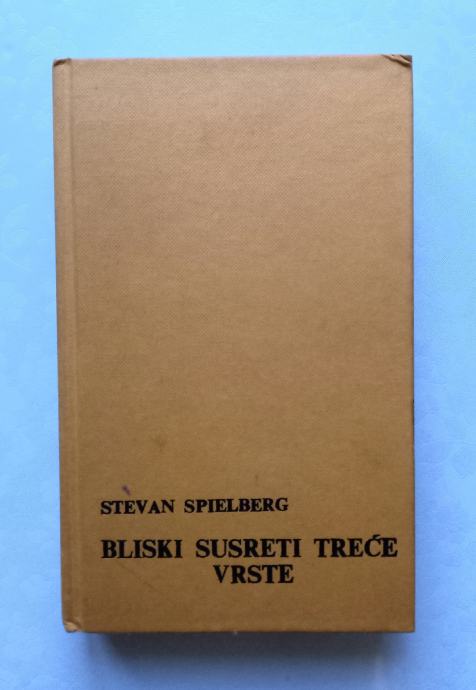 STEVAN SPIELBERG
BLISKI SUSRETI TREĆE
VRSTE